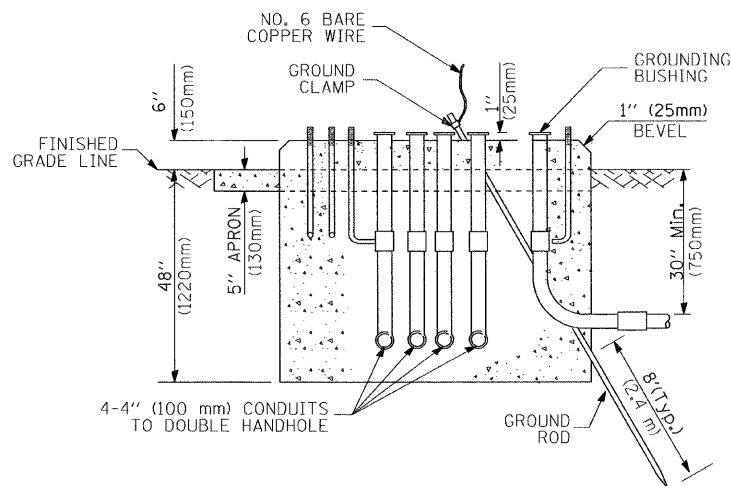 NO. 6 BARE
COPPER WIRE
GROUND
CLAMP
GROUNDING
BUSHING
6"
(150mm)
1"
(25mm)
1" (25mm)
BEVEL
FINISHED
GRADE LINE
48"
(1220mm)
5" APRON
(130mm)
30" Min.
(750mm)
4-4" (100 mm) CONDUITS
TO DOUBLE HANDHOLE
GROUND
ROD
8'(Typ.)
(2.4 m)